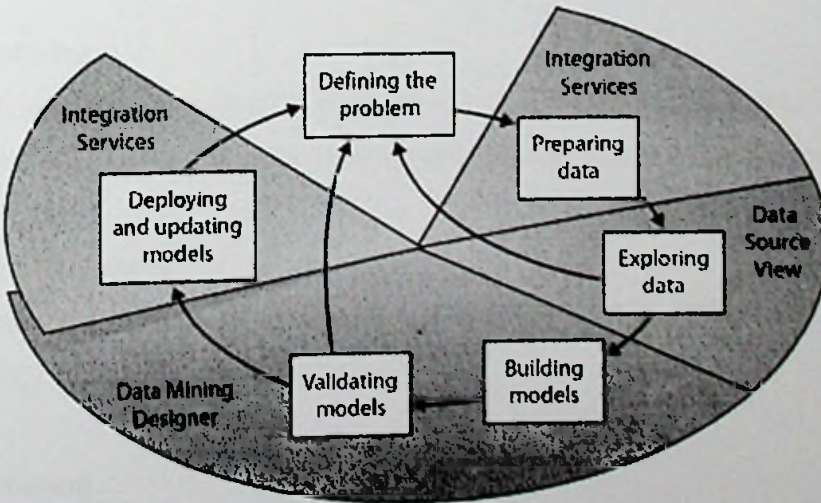 Defining the
problem
Integration
Services
Preparing
data
Data
Source
View
Exploring
data
Building
models
Validating
models
Data Mining
Designer
Deploying
and updating
models
Integration
Services